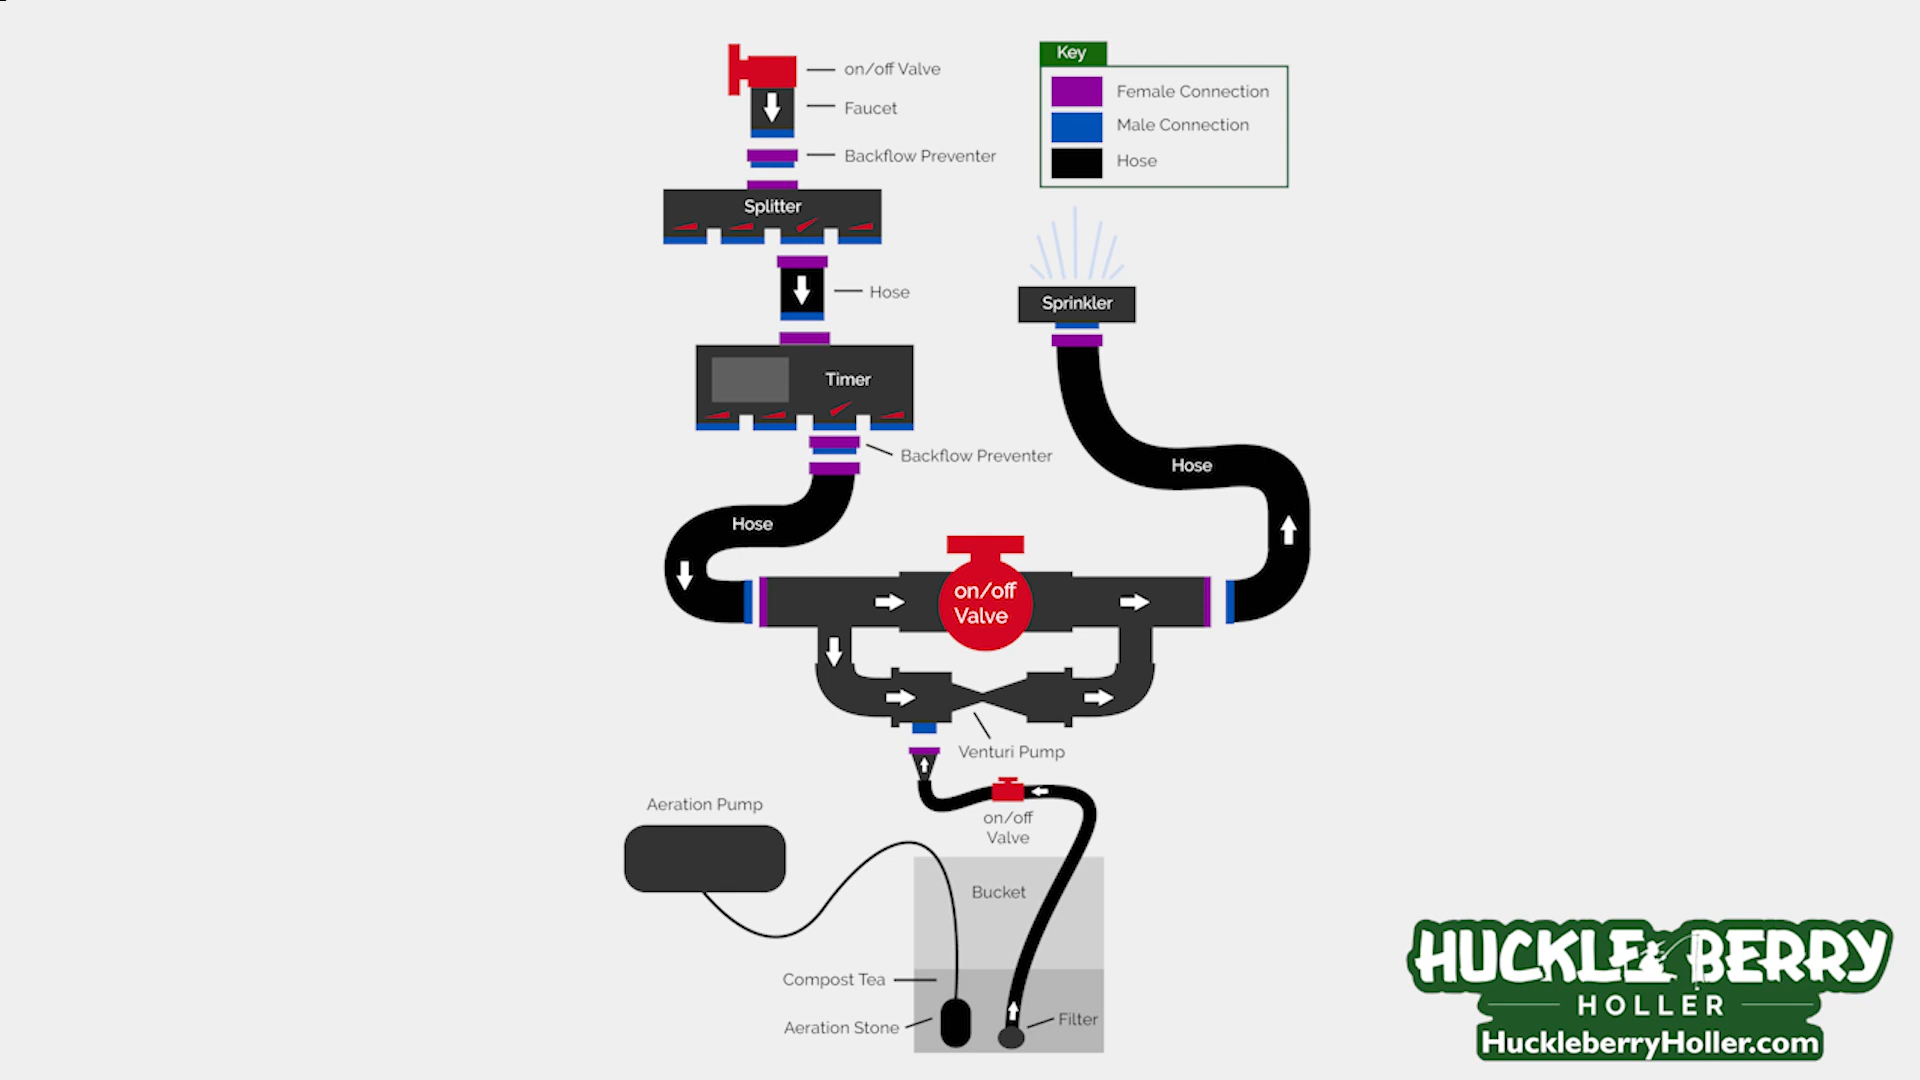 on/off Valve
Faucet
Backflow Preventer
Splitter
Hose
Timer
Backflow Preventer
Hose
Key
Female Connection
Male Connection
Hose
Sprinkler
Hose
on/off
Valve
Venturi Pump
on/off
Valve
Aeration Pump
Bucket
Compost Tea
Aeration Stone
Filter
HUCKLEBERRY
HOLLER
HuckleberryHoller.com